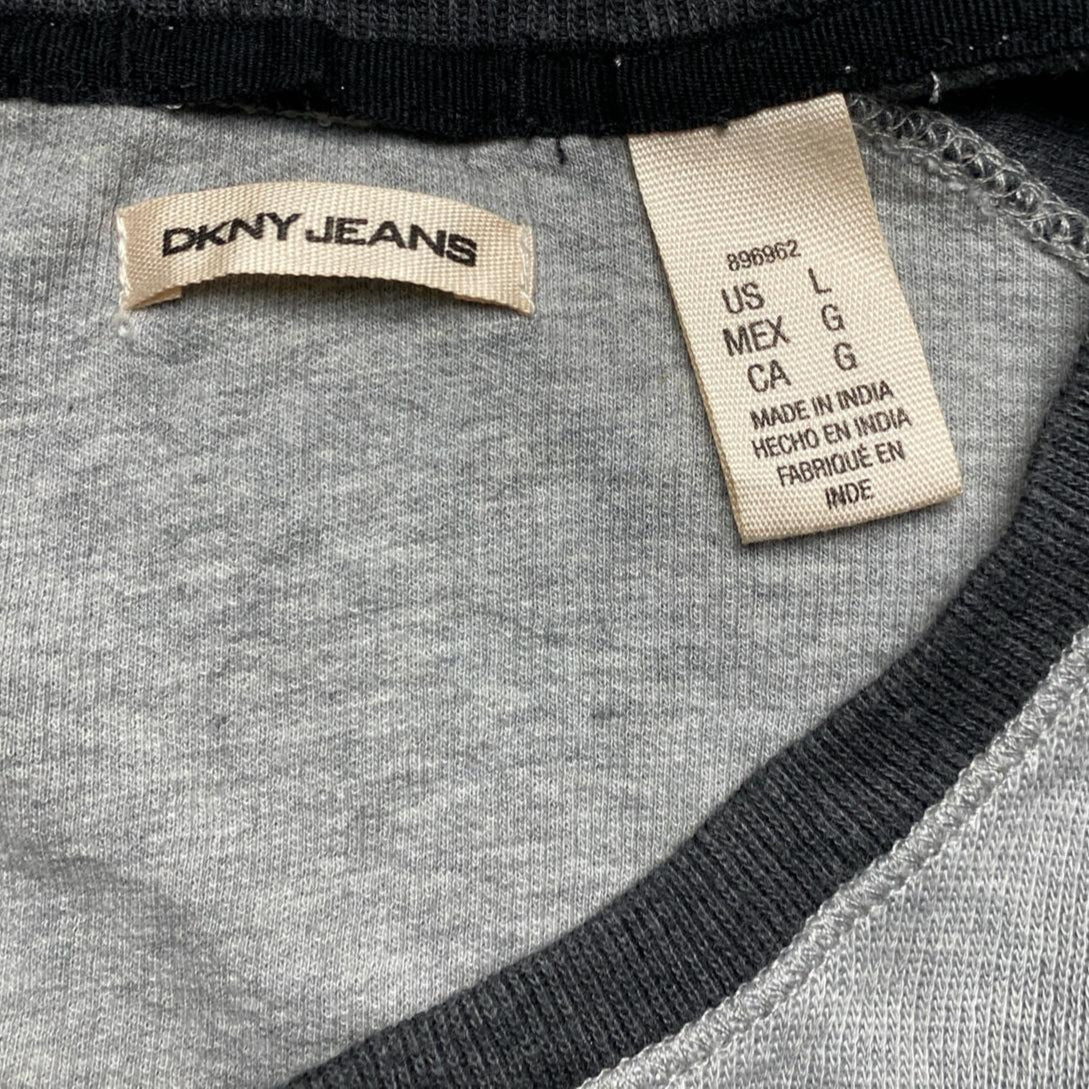 DKNY JEANS
896962
US L
MEX G
CA G
MADE IN INDIA
HECHO EN INDIA
FABRIQUÉ EN
INDE